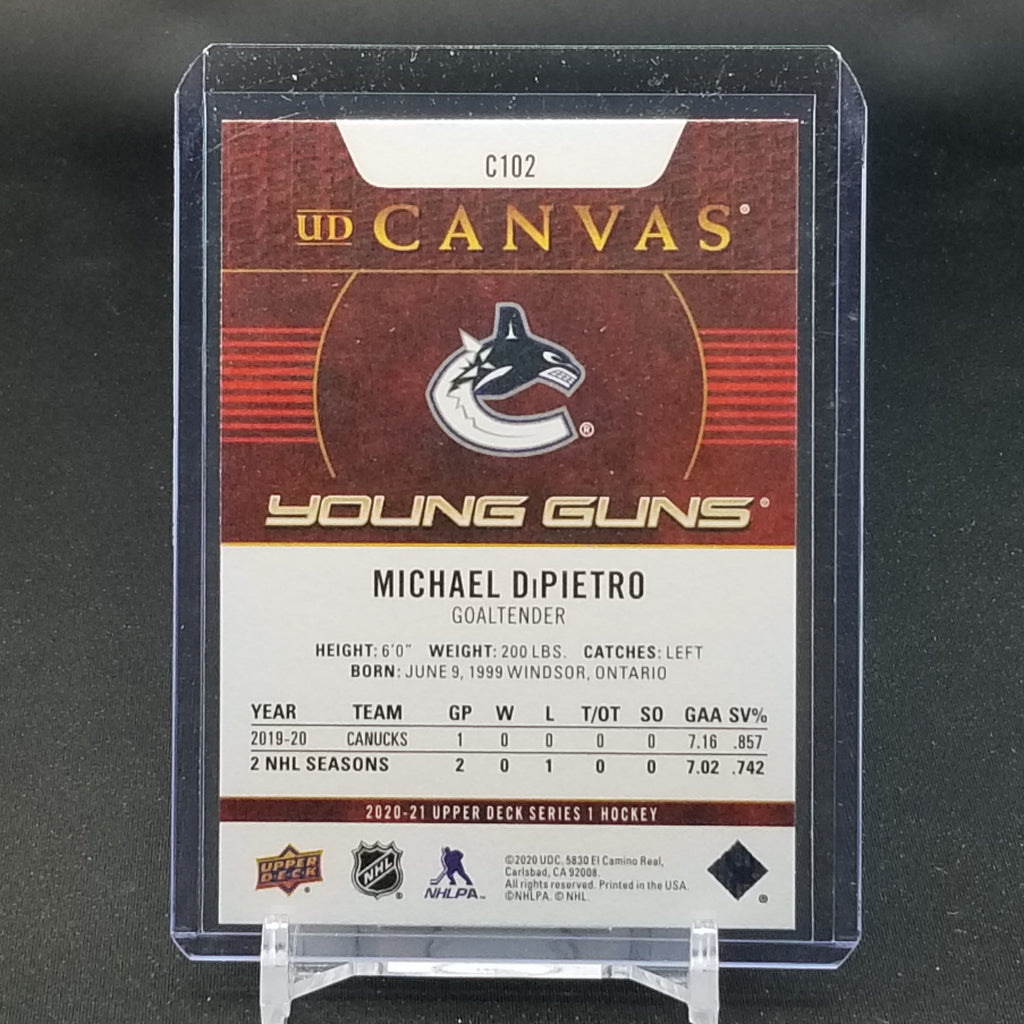 C102
UD CANVAS
®
YOUNG GUNS
MICHAEL DiPIETRO
GOALTENDER
HEIGHT: 6'0" WEIGHT: 200 LBS. CATCHES: LEFT
BORN: JUNE 9, 1999 WINDSOR, ONTARIO
YEAR TEAM GP W L T/OT SO GAA SV%
2019-20 CANUCKS 1 0 0 0 0 7.16 .857
2 NHL SEASONS 2 0 1 0 0 7.02 .742
2020-21 UPPER DECK SERIES 1 HOCKEY
UPPER DECK
NHL
NHLPA
©2020 UDC. 5830 El Camino Real,
Carlsbad, CA 92008.
All rights reserved. Printed in the USA.
©NHLPA. © NHL.